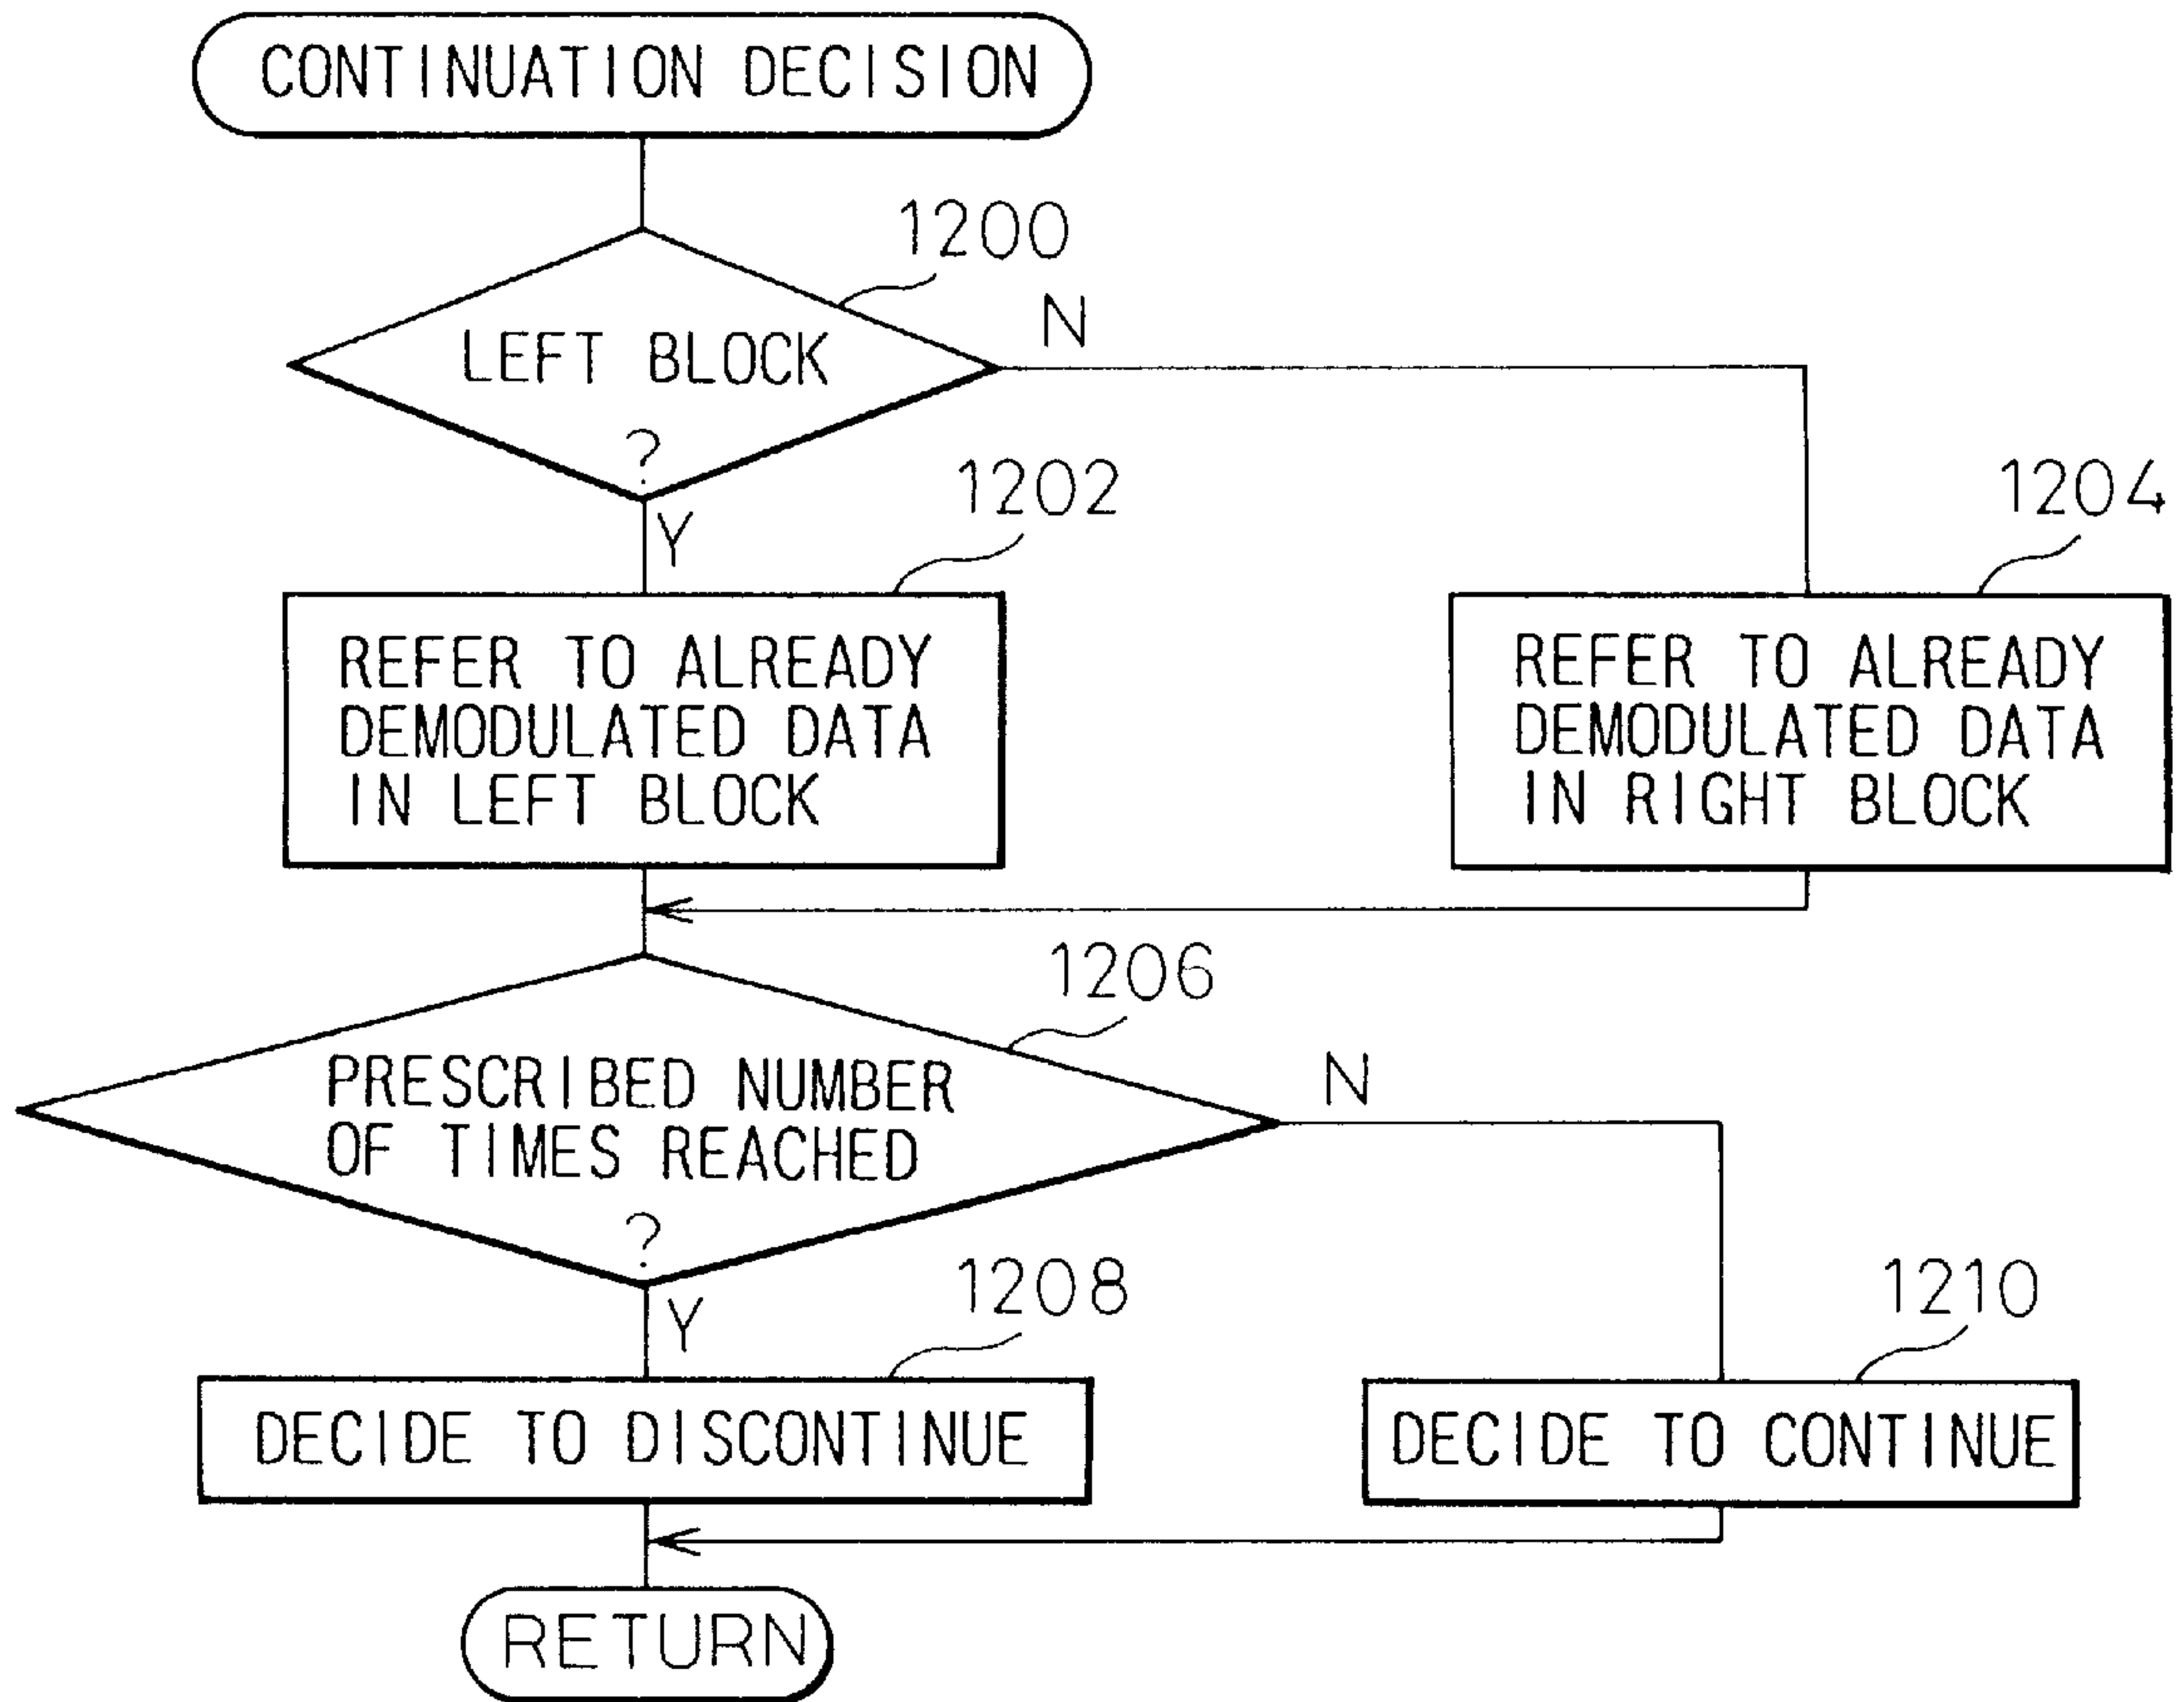 CONTINUATION DECISION
1200
LEFT BLOCK
N
?
Y
1202
1204
REFER TO ALREADY
DEMODULATED DATA
IN LEFT BLOCK
REFER TO ALREADY
DEMODULATED DATA
IN RIGHT BLOCK
1206
PRESCRIBED NUMBER
OF TIMES REACHED
?
N
Y
1208
1210
DECIDE TO DISCONTINUE
DECIDE TO CONTINUE
RETURN